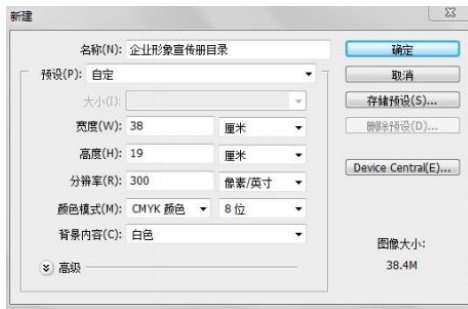 新建
名称(N): 企业形象宣传册目录
确定
预设(P): 自定
取消
大小(I):
存储预设(S)...
宽度(W): 38 厘米
删除预设(D)...
高度(H): 19 厘米
Device Central(E)...
分辨率(R): 300 像素/英寸
颜色模式(M): CMYK 颜色 8 位
背景内容(C): 白色
图像大小:
高级
38.4M